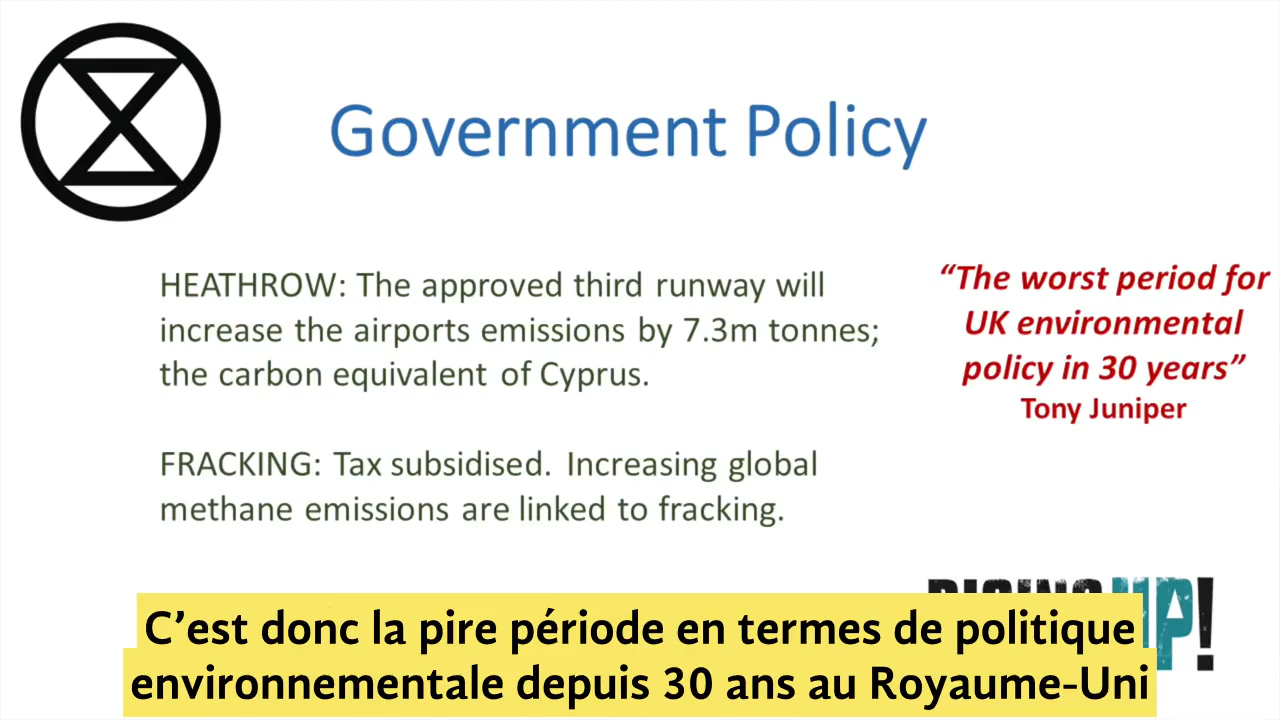 Government Policy
HEATHROW: The approved third runway will
increase the airports emissions by 7.3m tonnes;
the carbon equivalent of Cyprus.
FRACKING: Tax subsidised. Increasing global
methane emissions are linked to fracking.
“The worst period for
UK environmental
policy in 30 years”
Tony Juniper
RISING UP!
C’est donc la pire période en termes de politique
environnementale depuis 30 ans au Royaume-Uni